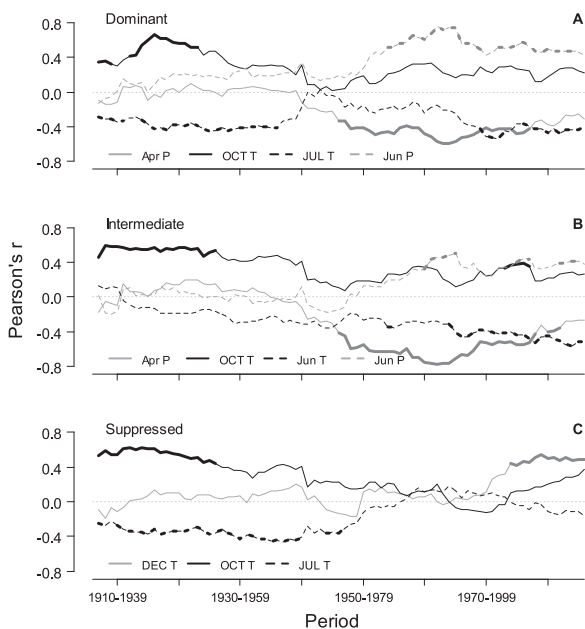 Dominant A
0.8
0.4
0.0
-0.4
-0.8
Apr P OCT T JUL T Jun P
Intermediate B
0.8
0.4
0.0
-0.4
-0.8
Apr P OCT T Jun T Jun P
Suppressed C
0.8
0.4
0.0
-0.4
-0.8
DEC T OCT T JUL T
1910-1939 1930-1959 1950-1979 1970-1999
Period
Pearson's r